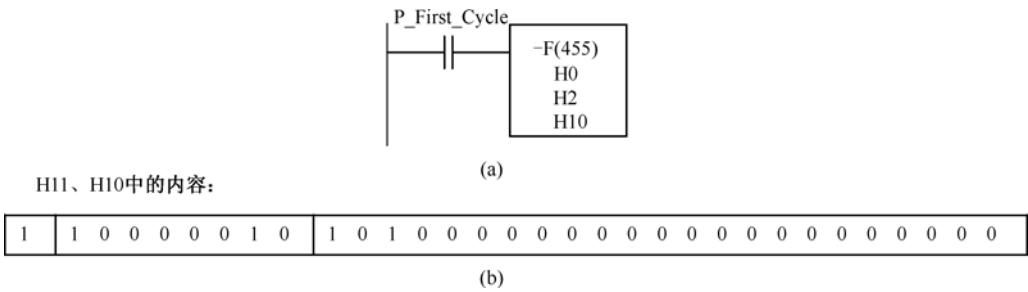 P_First_Cycle
-F(455)
H0
H2
H10
(a)
H11、H10中的内容：
1 1 0 0 0 0 0 1 0 1 0 1 0 0 0 0 0 0 0 0 0 0 0 0 0 0 0 0 0 0 0 0
(b)